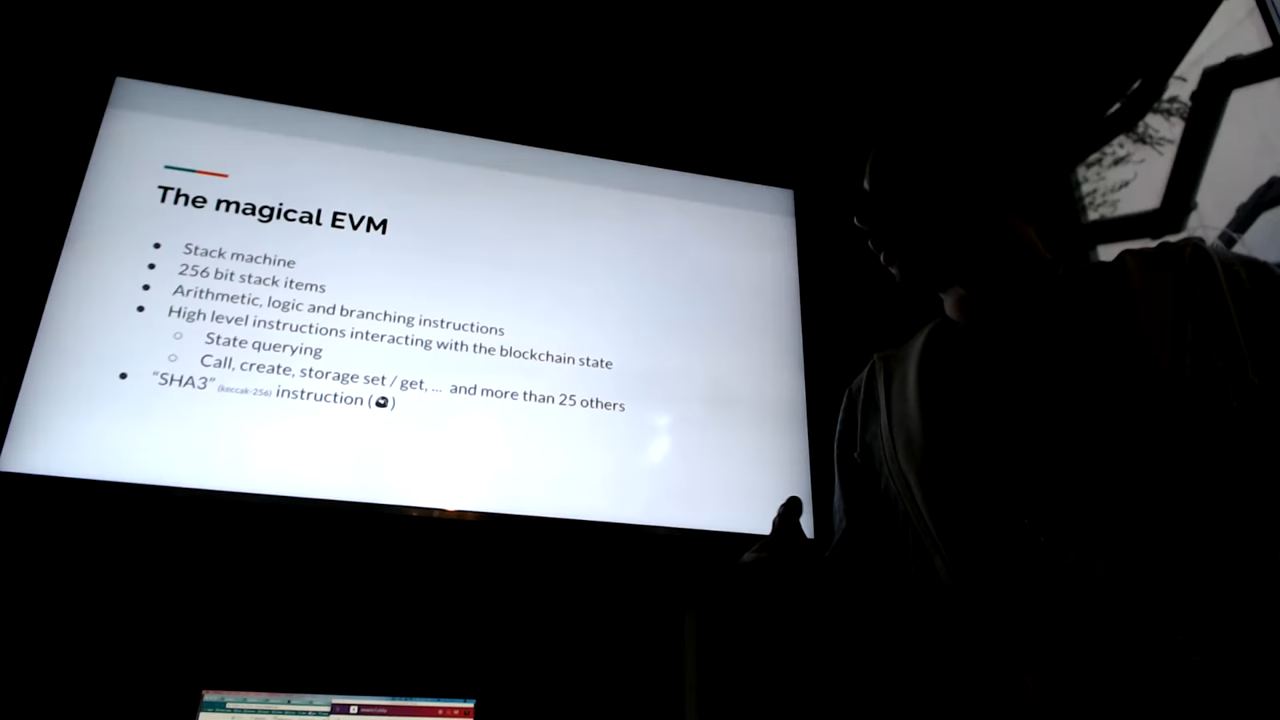 The magical EVM
● Stack machine
● 256 bit stack items
● Arithmetic, logic and branching instructions
● High level instructions interacting with the blockchain state
○ State querying
○ Call, create, storage set / get, ... and more than 25 others
● “SHA3” (keccak-256) instruction ( )